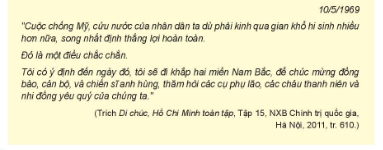 10/5/1969
"Cuộc chống Mỹ, cứu nước của nhân dân ta dù phải kinh qua gian khổ hi sinh nhiều
hơn nữa, song nhất định thắng lợi hoàn toàn.
Đó là một điều chắc chắn.
Tôi có ý định đến ngày đó, tôi sẽ đi khắp hai miền Nam Bắc, để chúc mừng đồng
bào, cán bộ, và chiến sĩ anh hùng, thăm hỏi các cụ phụ lão, các cháu thanh niên và
nhi đồng yêu quý của chúng ta."
(Trích Di chúc, Hồ Chí Minh toàn tập, Tập 15, NXB Chính trị quốc gia,
Hà Nội, 2011, tr. 610.)